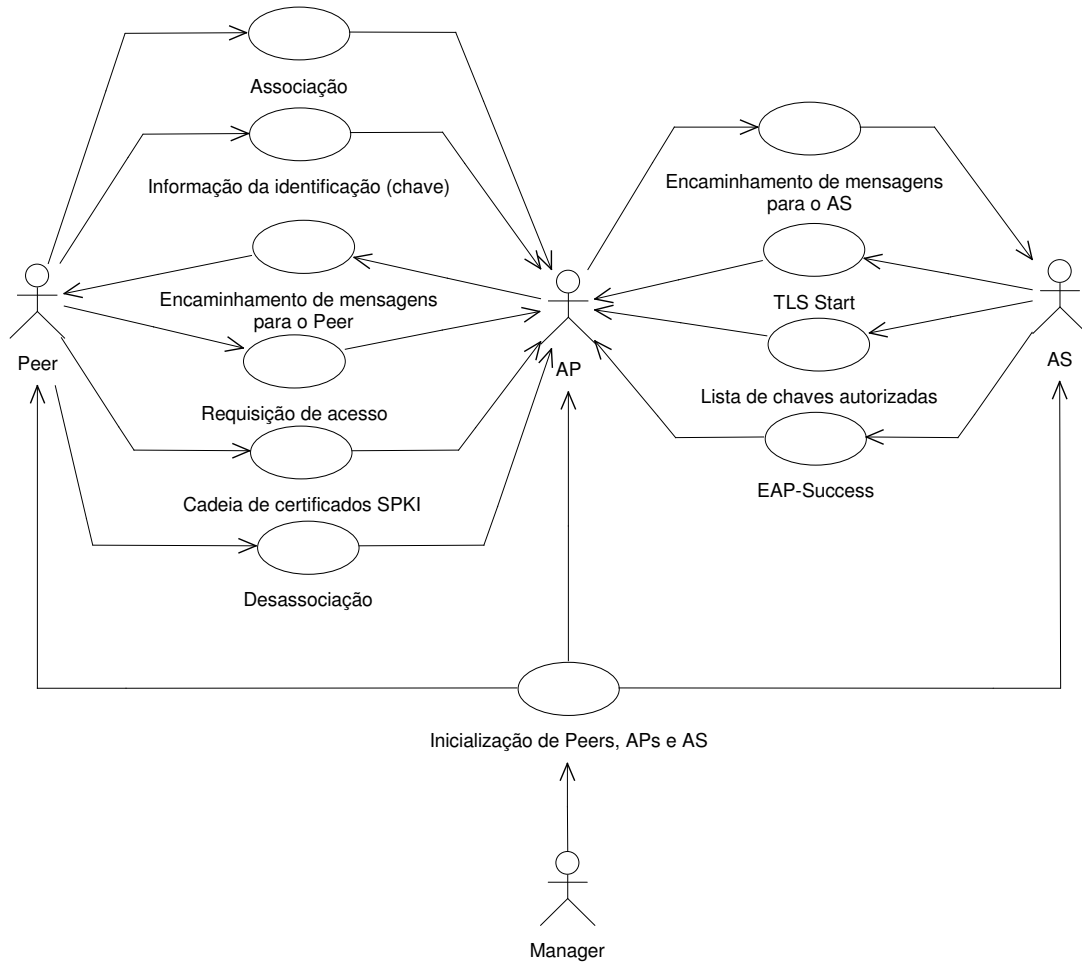 Associação
Informação da identificação (chave)
Encaminhamento de mensagens
para o AS
Encaminhamento de mensagens
para o Peer
TLS Start
Peer
AP
AS
Lista de chaves autorizadas
Requisição de acesso
EAP-Success
Cadeia de certificados SPKI
Desassociação
Inicialização de Peers, APs e AS
Manager